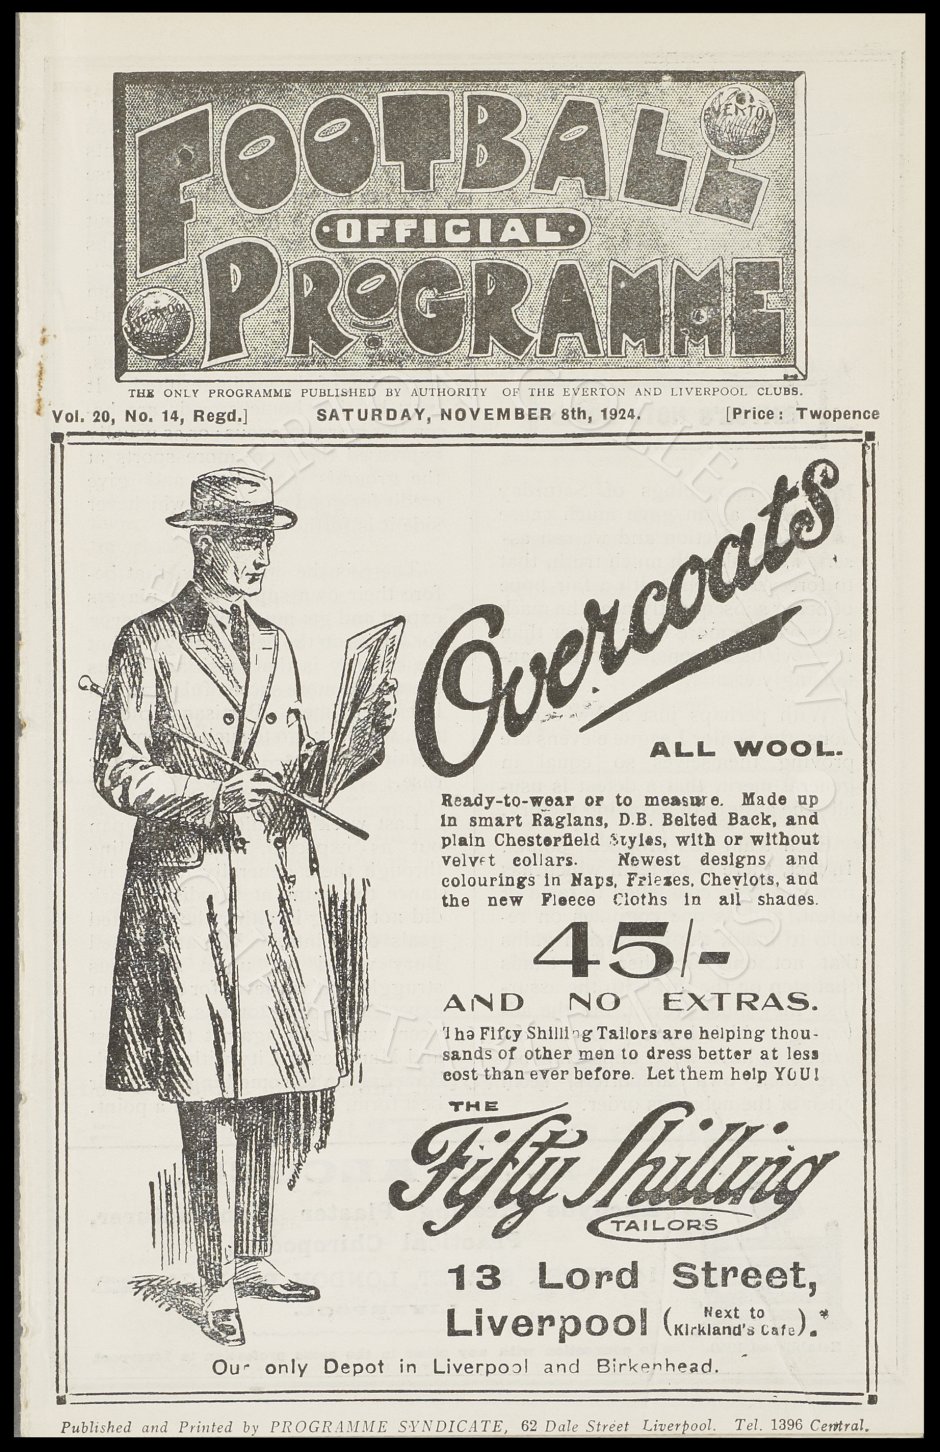 FOOTBALL
EVERTON
OFFICIAL
PROGRAMME
EVERTON
THE ONLY PROGRAMME PUBLISHED BY AUTHORITY OF THE EVERTON AND LIVERPOOL CLUBS.
Vol. 20, No. 14, Regd.] SATURDAY, NOVEMBER 8th, 1924. [Price: Twopence
Overcoats
ALL WOOL.
Ready-to-wear or to measure. Made up
in smart Raglans, D.B. Belted Back, and
plain Chesterfield Styles, with or without
velvet collars. Newest designs and
colourings in Naps, Friezes, Cheviots, and
the new Fleece Cloths in all shades.
45/-
AND NO EXTRAS.
The Fifty Shilling Tailors are helping thou-
sands of other men to dress better at less
cost than ever before. Let them help YOU!
THE
Fifty Shilling
TAILORS
13 Lord Street,
Liverpool (Next to
Kirkland's Cafe).*
Our only Depot in Liverpool and Birkenhead.
Published and Printed by PROGRAMME SYNDICATE, 62 Dale Street Liverpool. Tel. 1396 Central.
EVERTON COLLECTION CHARITABLE TRUST